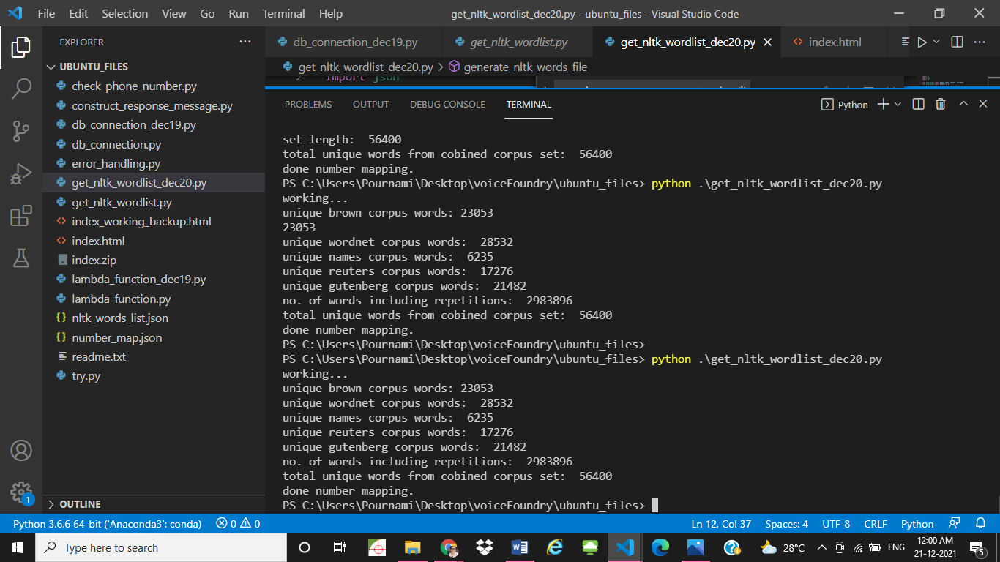 File Edit Selection View Go Run Terminal Help get_nltk_wordlist_dec20.py - ubuntu_files - Visual Studio Code
EXPLORER
db_connection_dec19.py get_nltk_wordlist.py get_nltk_wordlist_dec20.py index.html
UBUNTU_FILES
get_nltk_wordlist_dec20.py > generate_nltk_words_file
2 import json
check_phone_number.py
construct_response_message.py
db_connection_dec19.py
db_connection.py
error_handling.py
get_nltk_wordlist_dec20.py
get_nltk_wordlist.py
index_working_backup.html
index.html
index.zip
lambda_function_dec19.py
lambda_function.py
nltk_words_list.json
number_map.json
readme.txt
try.py
OUTLINE
PROBLEMS OUTPUT DEBUG CONSOLE TERMINAL Python
set length:  56400
total unique words from cobined corpus set:  56400
done number mapping.
PS C:\Users\Pournami\Desktop\voiceFoundry\ubuntu_files> python .\get_nltk_wordlist_dec20.py
working...
unique brown corpus words: 23053
23053
unique wordnet corpus words:  28532
unique names corpus words:  6235
unique reuters corpus words:  17276
unique gutenberg corpus words:  21482
no. of words including repetitions:  2983896
total unique words from cobined corpus set:  56400
done number mapping.
PS C:\Users\Pournami\Desktop\voiceFoundry\ubuntu_files>
PS C:\Users\Pournami\Desktop\voiceFoundry\ubuntu_files> python .\get_nltk_wordlist_dec20.py
working...
unique brown corpus words: 23053
unique wordnet corpus words:  28532
unique names corpus words:  6235
unique reuters corpus words:  17276
unique gutenberg corpus words:  21482
no. of words including repetitions:  2983896
total unique words from cobined corpus set:  56400
done number mapping.
PS C:\Users\Pournami\Desktop\voiceFoundry\ubuntu_files>
1
Python 3.6.6 64-bit ('Anaconda3': conda) 0 0 Ln 12, Col 37 Spaces: 4 UTF-8 CRLF Python
Type here to search 28°C ENG 12:00 AM
21-12-2021 5